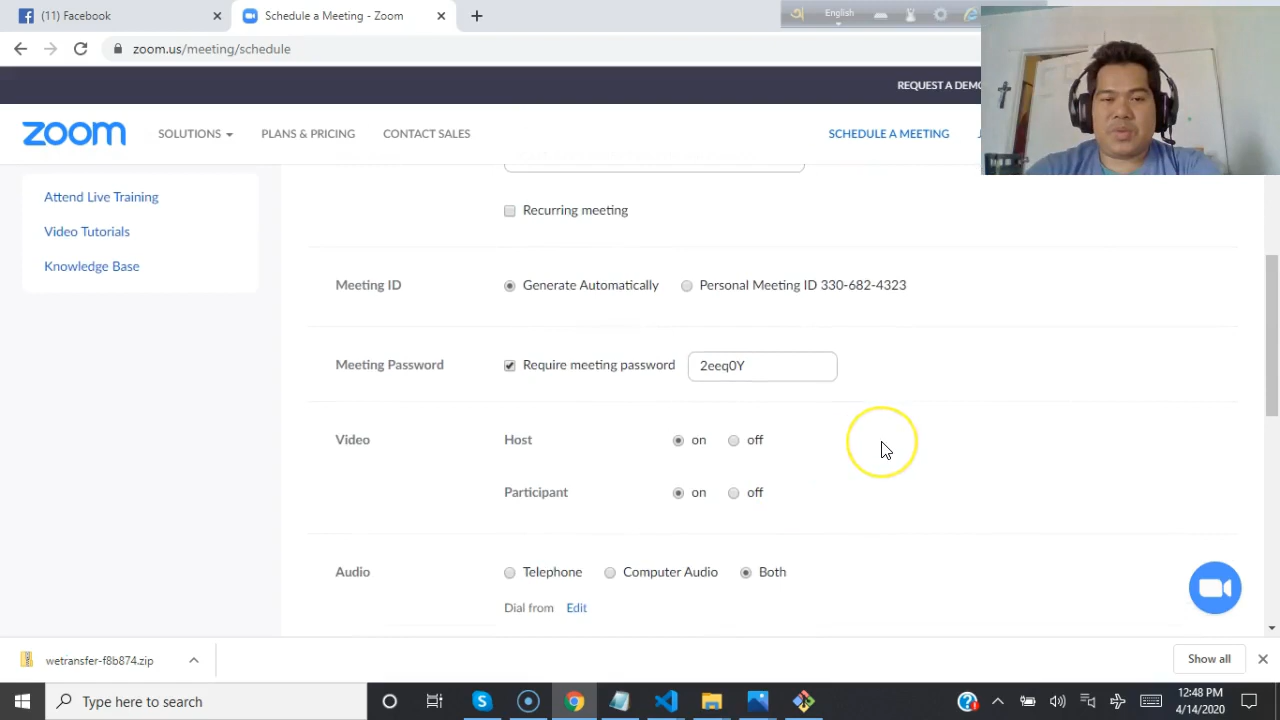 (11) Facebook
Schedule a Meeting - Zoom
English
zoom.us/meeting/schedule
REQUEST A DEMO
zoom
SOLUTIONS
PLANS & PRICING
CONTACT SALES
SCHEDULE A MEETING
Attend Live Training
Video Tutorials
Knowledge Base
Recurring meeting
Meeting ID
Generate Automatically
Personal Meeting ID 330-682-4323
Meeting Password
Require meeting password
2eeq0Y
Video
Host
on
off
Participant
on
off
Audio
Telephone
Computer Audio
Both
Dial from
Edit
wetransfer-f8b874.zip
Show all
Type here to search
12:48 PM
4/14/2020